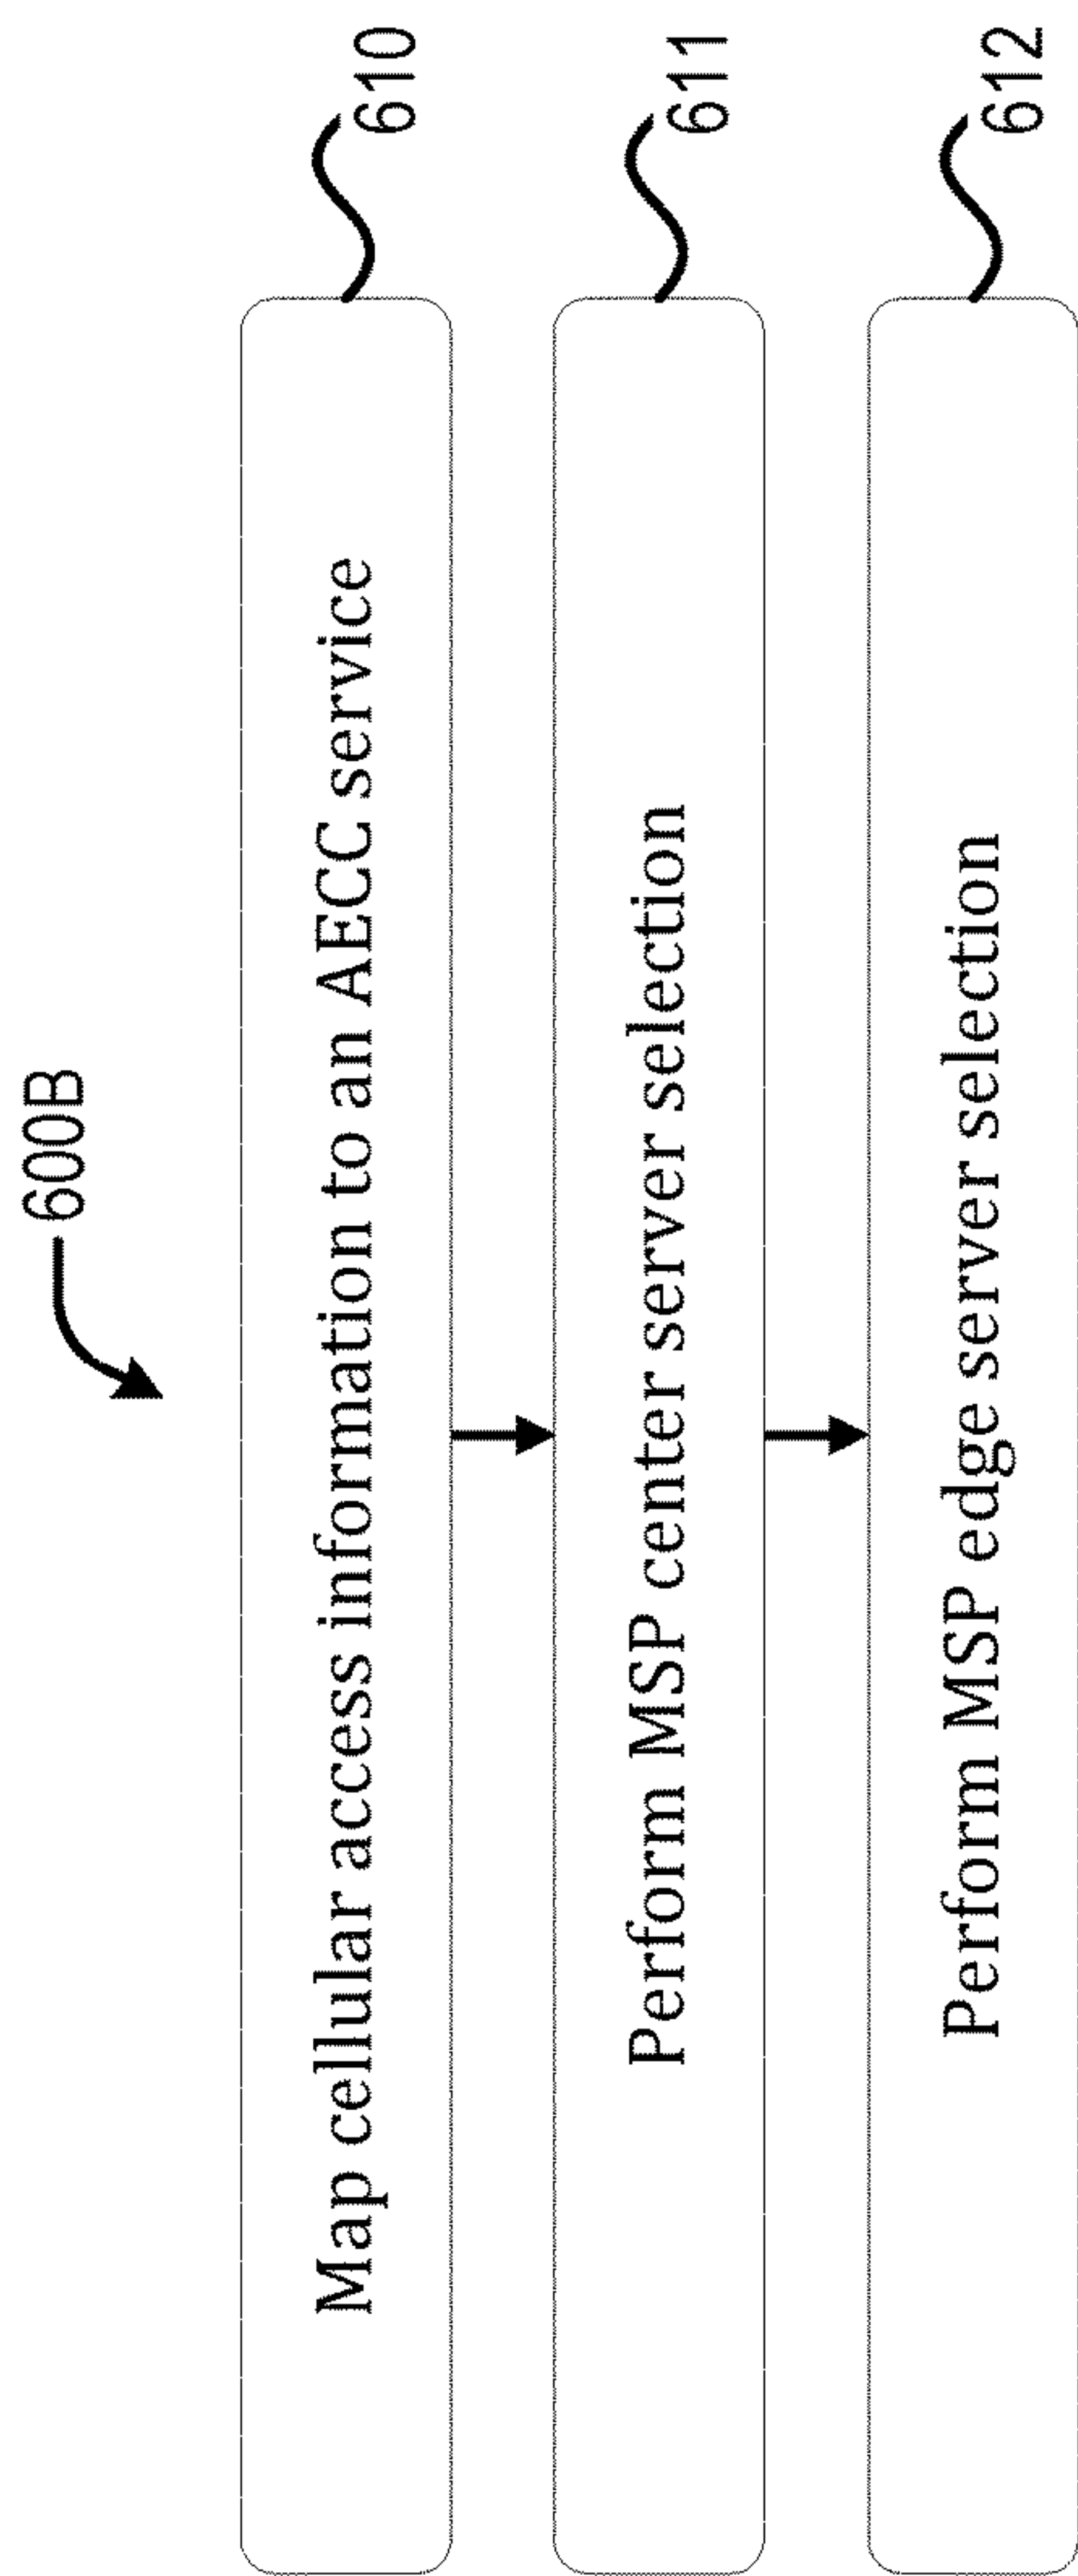 600B
Map cellular access information to an AECC service
610
Perform MSP center server selection
611
Perform MSP edge server selection
612